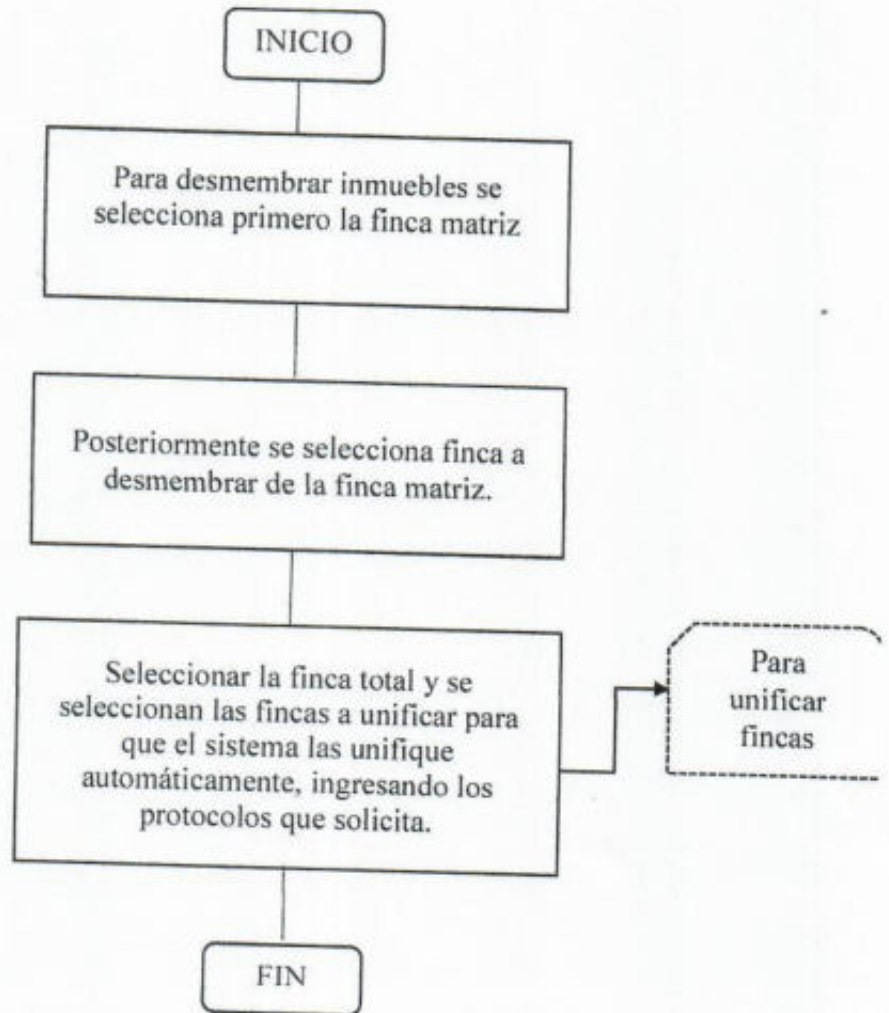 INICIO
Para desmembrar inmuebles se
selecciona primero la finca matriz
Posteriormente se selecciona finca a
desmembrar de la finca matriz.
Seleccionar la finca total y se
seleccionan las fincas a unificar para
que el sistema las unifique
automáticamente, ingresando los
protocolos que solicita.
Para
unificar
fincas
FIN